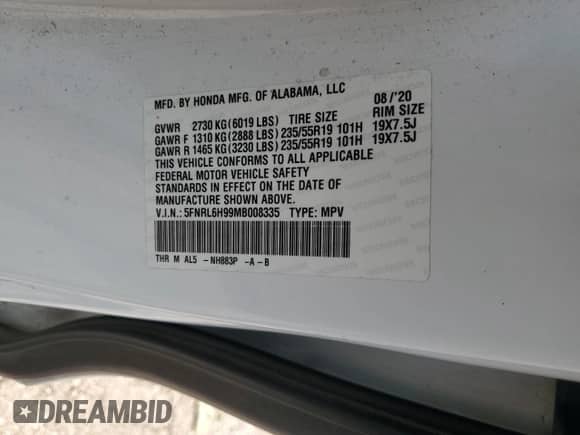 MFD. BY HONDA MFG. OF ALABAMA, LLC
08 /'20
GVWR 2730 KG(6019 LBS) TIRE SIZE RIM SIZE
GAWR F 1310 KG(2888 LBS) 235/55R19 101H 19X7.5J
GAWR R 1465 KG(3230 LBS) 235/55R19 101H 19X7.5J
THIS VEHICLE CONFORMS TO ALL APPLICABLE
FEDERAL MOTOR VEHICLE SAFETY
STANDARDS IN EFFECT ON THE DATE OF
MANUFACTURE SHOWN ABOVE.
V.I.N.: 5FNRL6H99MB008335 TYPE: MPV
THR M AL5 -NH883P -A-B
DREAMBID